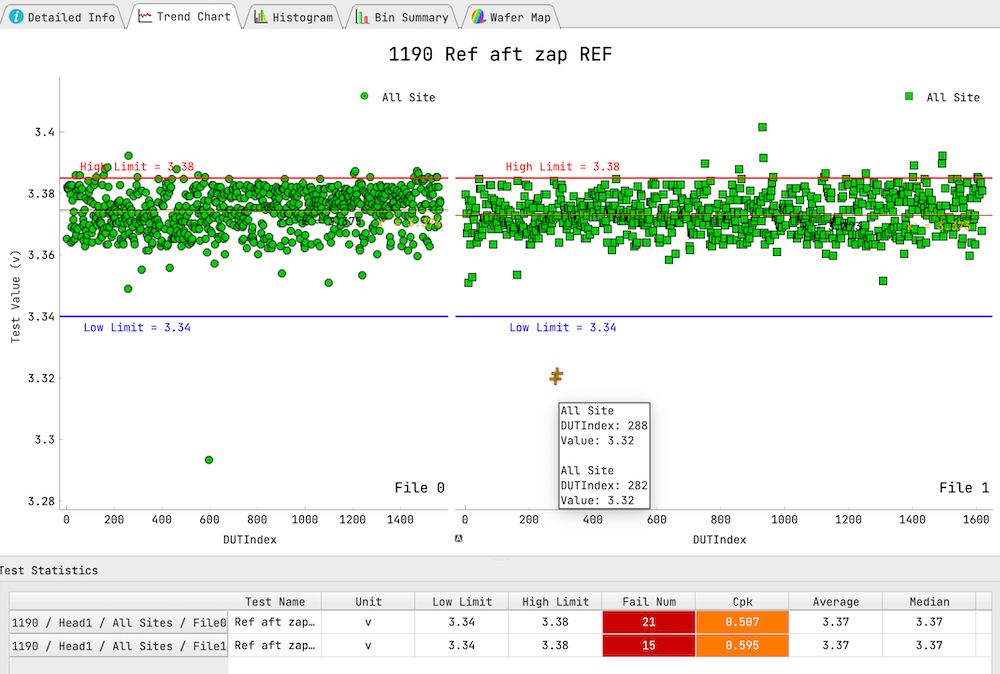 Detailed Info
Trend Chart
Histogram
Bin Summary
Wafer Map
1190 Ref aft zap REF
All Site
All Site
3.4
3.38
3.36
3.34
3.32
3.3
3.28
Test Value (v)
High Limit = 3.38
High Limit = 3.38
Low Limit = 3.34
Low Limit = 3.34
All Site
DUTIndex: 288
Value: 3.32
All Site
DUTIndex: 282
Value: 3.32
File 0
File 1
0 200 400 600 800 1000 1200 1400
0 200 400 600 800 1000 1200 1400 1600
DUTIndex
A
DUTIndex
Test Statistics
Test Name Unit Low Limit High Limit Fail Num Cpk Average Median
1190 / Head1 / All Sites / File0 Ref aft zap… v 3.34 3.38 21 0.507 3.37 3.37
1190 / Head1 / All Sites / File1 Ref aft zap… v 3.34 3.38 15 0.595 3.37 3.37